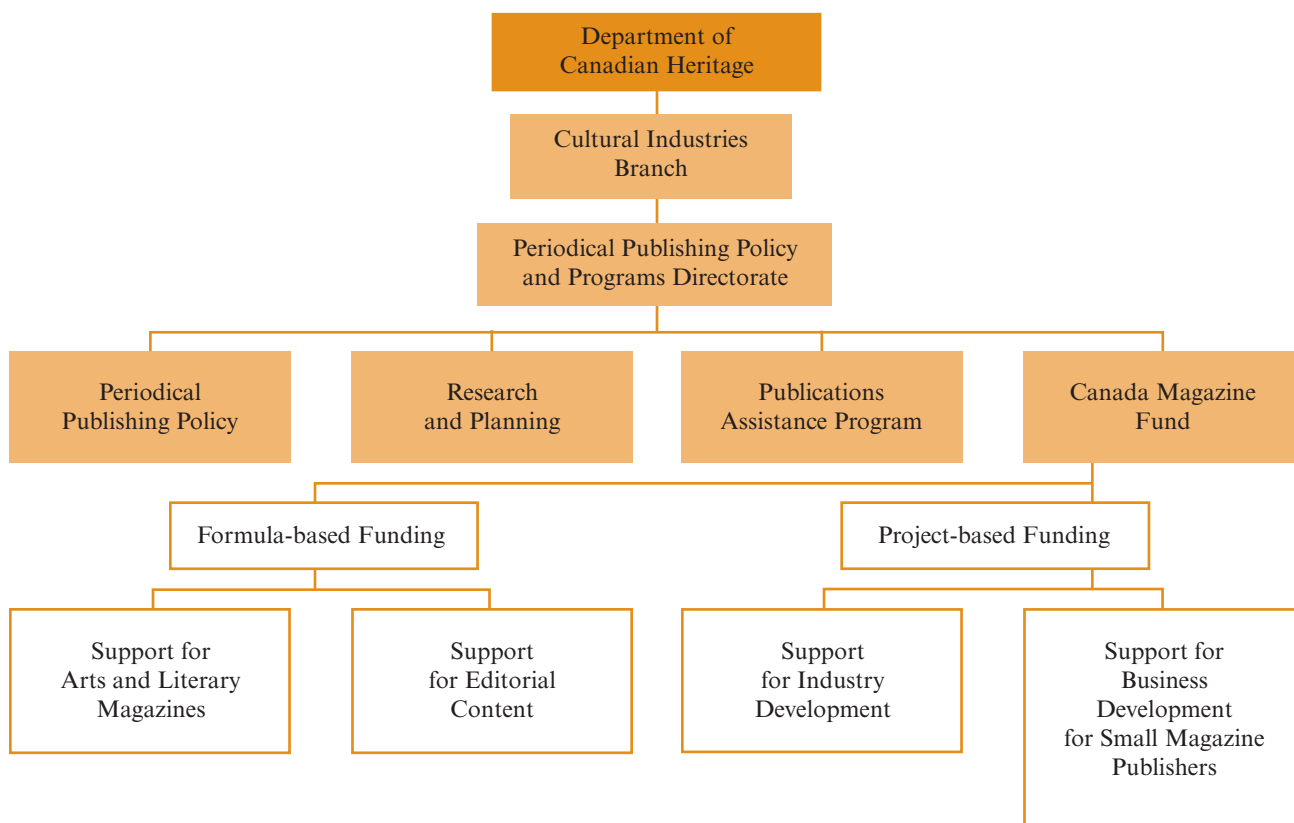 Department of
Canadian Heritage
Cultural Industries
Branch
Periodical Publishing Policy
and Programs Directorate
Periodical
Publishing Policy
Research
and Planning
Publications
Assistance Program
Canada Magazine
Fund
Formula-based Funding
Project-based Funding
Support for
Arts and Literary
Magazines
Support
for Editorial
Content
Support
for Industry
Development
Support for
Business
Development
for Small Magazine
Publishers